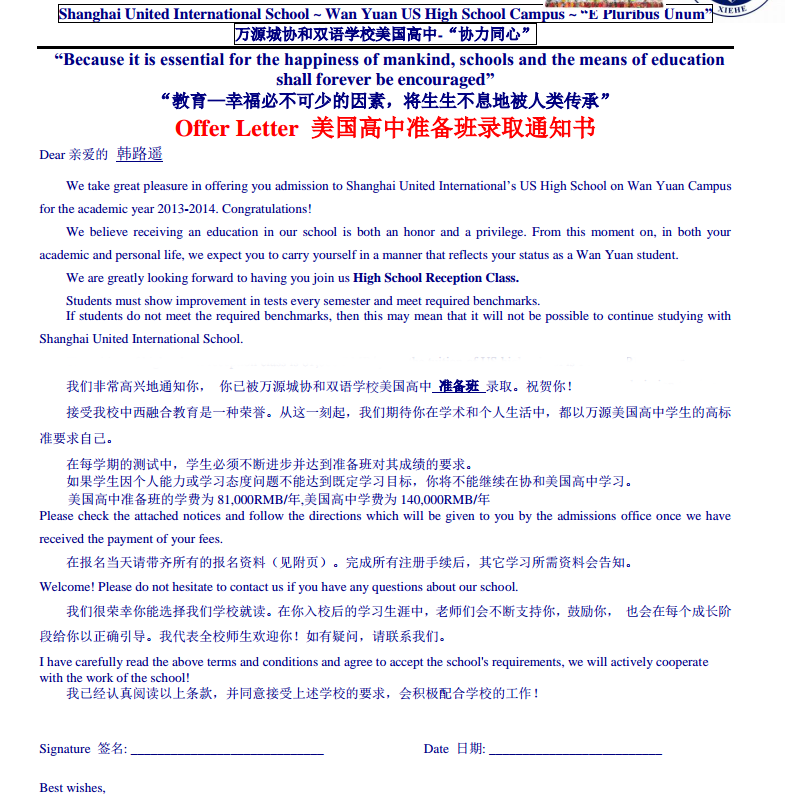 Shanghai United International School ~ Wan Yuan US High School Campus ~ “E Pluribus Unum”
XIEHE
万源城协和双语学校美国高中-“协力同心”
“Because it is essential for the happiness of mankind, schools and the means of education
shall forever be encouraged”
“教育—幸福必不可少的因素，将生生不息地被人类传承”
Offer Letter 美国高中准备班录取通知书
Dear 亲爱的 韩路遥
We take great pleasure in offering you admission to Shanghai United International’s US High School on Wan Yuan Campus
for the academic year 2013-2014. Congratulations!
We believe receiving an education in our school is both an honor and a privilege. From this moment on, in both your
academic and personal life, we expect you to carry yourself in a manner that reflects your status as a Wan Yuan student.
We are greatly looking forward to having you join us High School Reception Class.
Students must show improvement in tests every semester and meet required benchmarks.
If students do not meet the required benchmarks, then this may mean that it will not be possible to continue studying with
Shanghai United International School.
我们非常高兴地通知你， 你已被万源城协和双语学校美国高中 准备班 录取。祝贺你！
接受我校中西融合教育是一种荣誉。从这一刻起，我们期待你在学术和个人生活中，都以万源美国高中学生的高标
准要求自己。
在每学期的测试中，学生必须不断进步并达到准备班对其成绩的要求。
如果学生因个人能力或学习态度问题不能达到既定学习目标，你将不能继续在协和美国高中学习。
美国高中准备班的学费为 81,000RMB/年,美国高中学费为 140,000RMB/年
Please check the attached notices and follow the directions which will be given to you by the admissions office once we have
received the payment of your fees.
在报名当天请带齐所有的报名资料（见附页）。完成所有注册手续后，其它学习所需资料会告知。
Welcome! Please do not hesitate to contact us if you have any questions about our school.
我们很荣幸你能选择我们学校就读。在你入校后的学习生涯中，老师们会不断支持你，鼓励你， 也会在每个成长阶
段给你以正确引导。我代表全校师生欢迎你！如有疑问，请联系我们。
I have carefully read the above terms and conditions and agree to accept the school's requirements, we will actively cooperate
with the work of the school!
我已经认真阅读以上条款，并同意接受上述学校的要求，会积极配合学校的工作！
Signature 签名: Date 日期:
Best wishes,